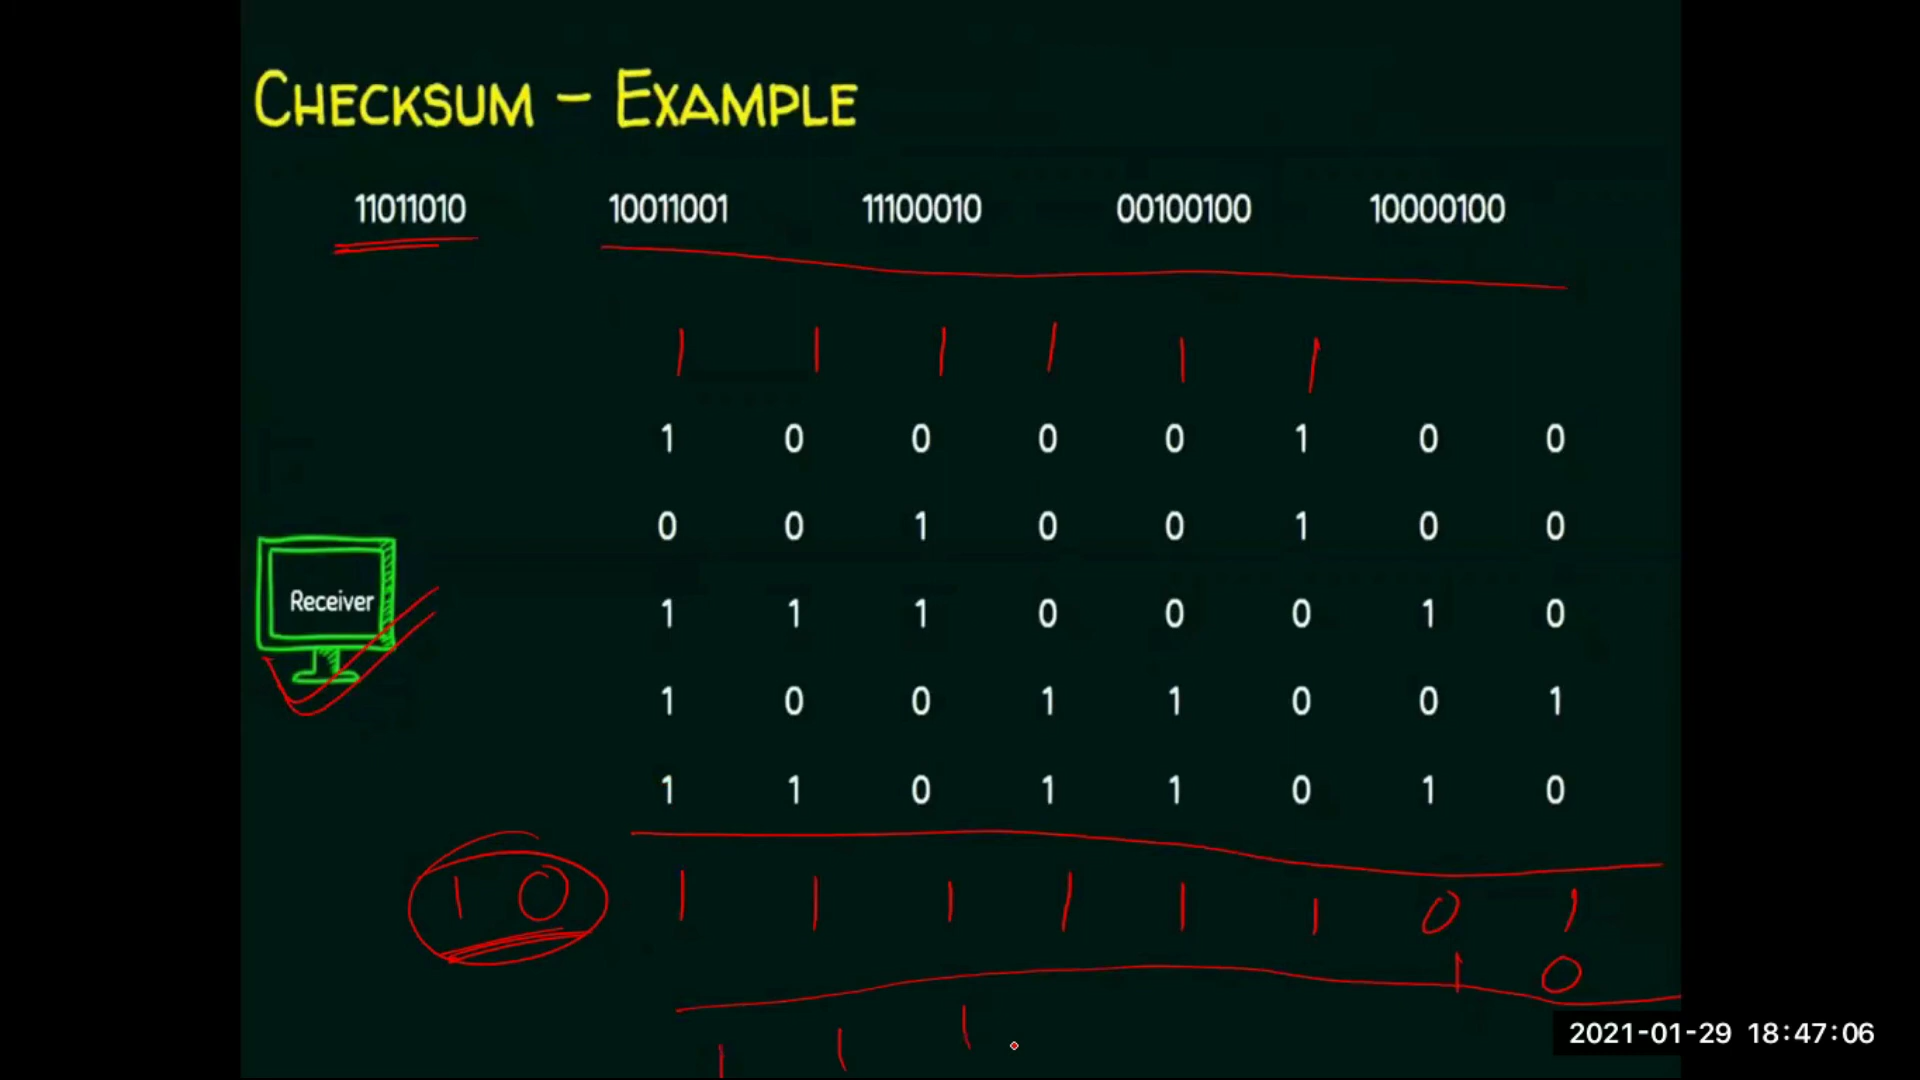 CHECKSUM – EXAMPLE
11011010 10011001 11100010 00100100 10000100
1 1 1 1 1 1
1 0 0 0 0 1 0 0
0 0 1 0 0 1 0 0
1 1 1 0 0 0 1 0
Receiver
1 0 0 1 1 0 0 1
1 1 0 1 1 0 1 0
1 0 1 1 1 1 1 1 0 1
1 0
1 1 1
2021-01-29 18:47:06